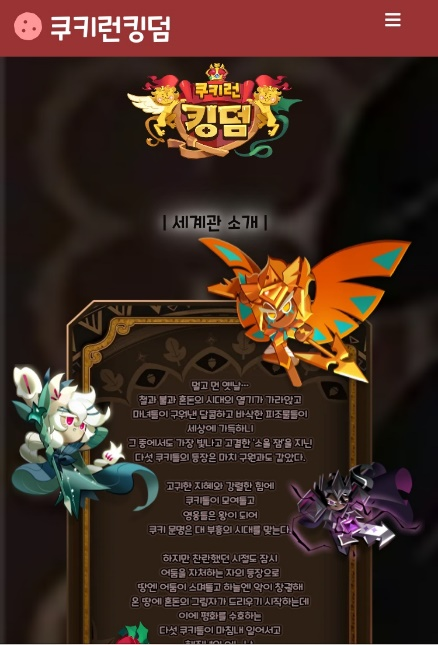 쿠키런킹덤
쿠키런
킹덤
| 세계관 소개 |
멀고 먼 옛날…
철과 불과 혼돈의 시대의 열기가 가라앉고
마녀들이 구워낸 달콤하고 바삭한 피조물들이
세상에 가득하니
그 중에서도 가장 빛나고 고결한 '소울 잼'을 지닌
다섯 쿠키들의 등장은 마치 구원과도 같았다.
고귀한 지혜와 강렬한 힘에
쿠키들이 모여들고
영웅들은 왕이 되어
쿠키 문명은 대 부흥의 시대를 맞는다.
하지만 찬란했던 시절도 잠시
어둠을 자처하는 자의 등장으로
땅엔 어둠이 스며들고 하늘엔 악이 창궐해
온 땅에 혼돈의 그림자가 드리우기 시작하는데
이에 평화를 수호하는
다섯 쿠키들이 마침내 일어서고